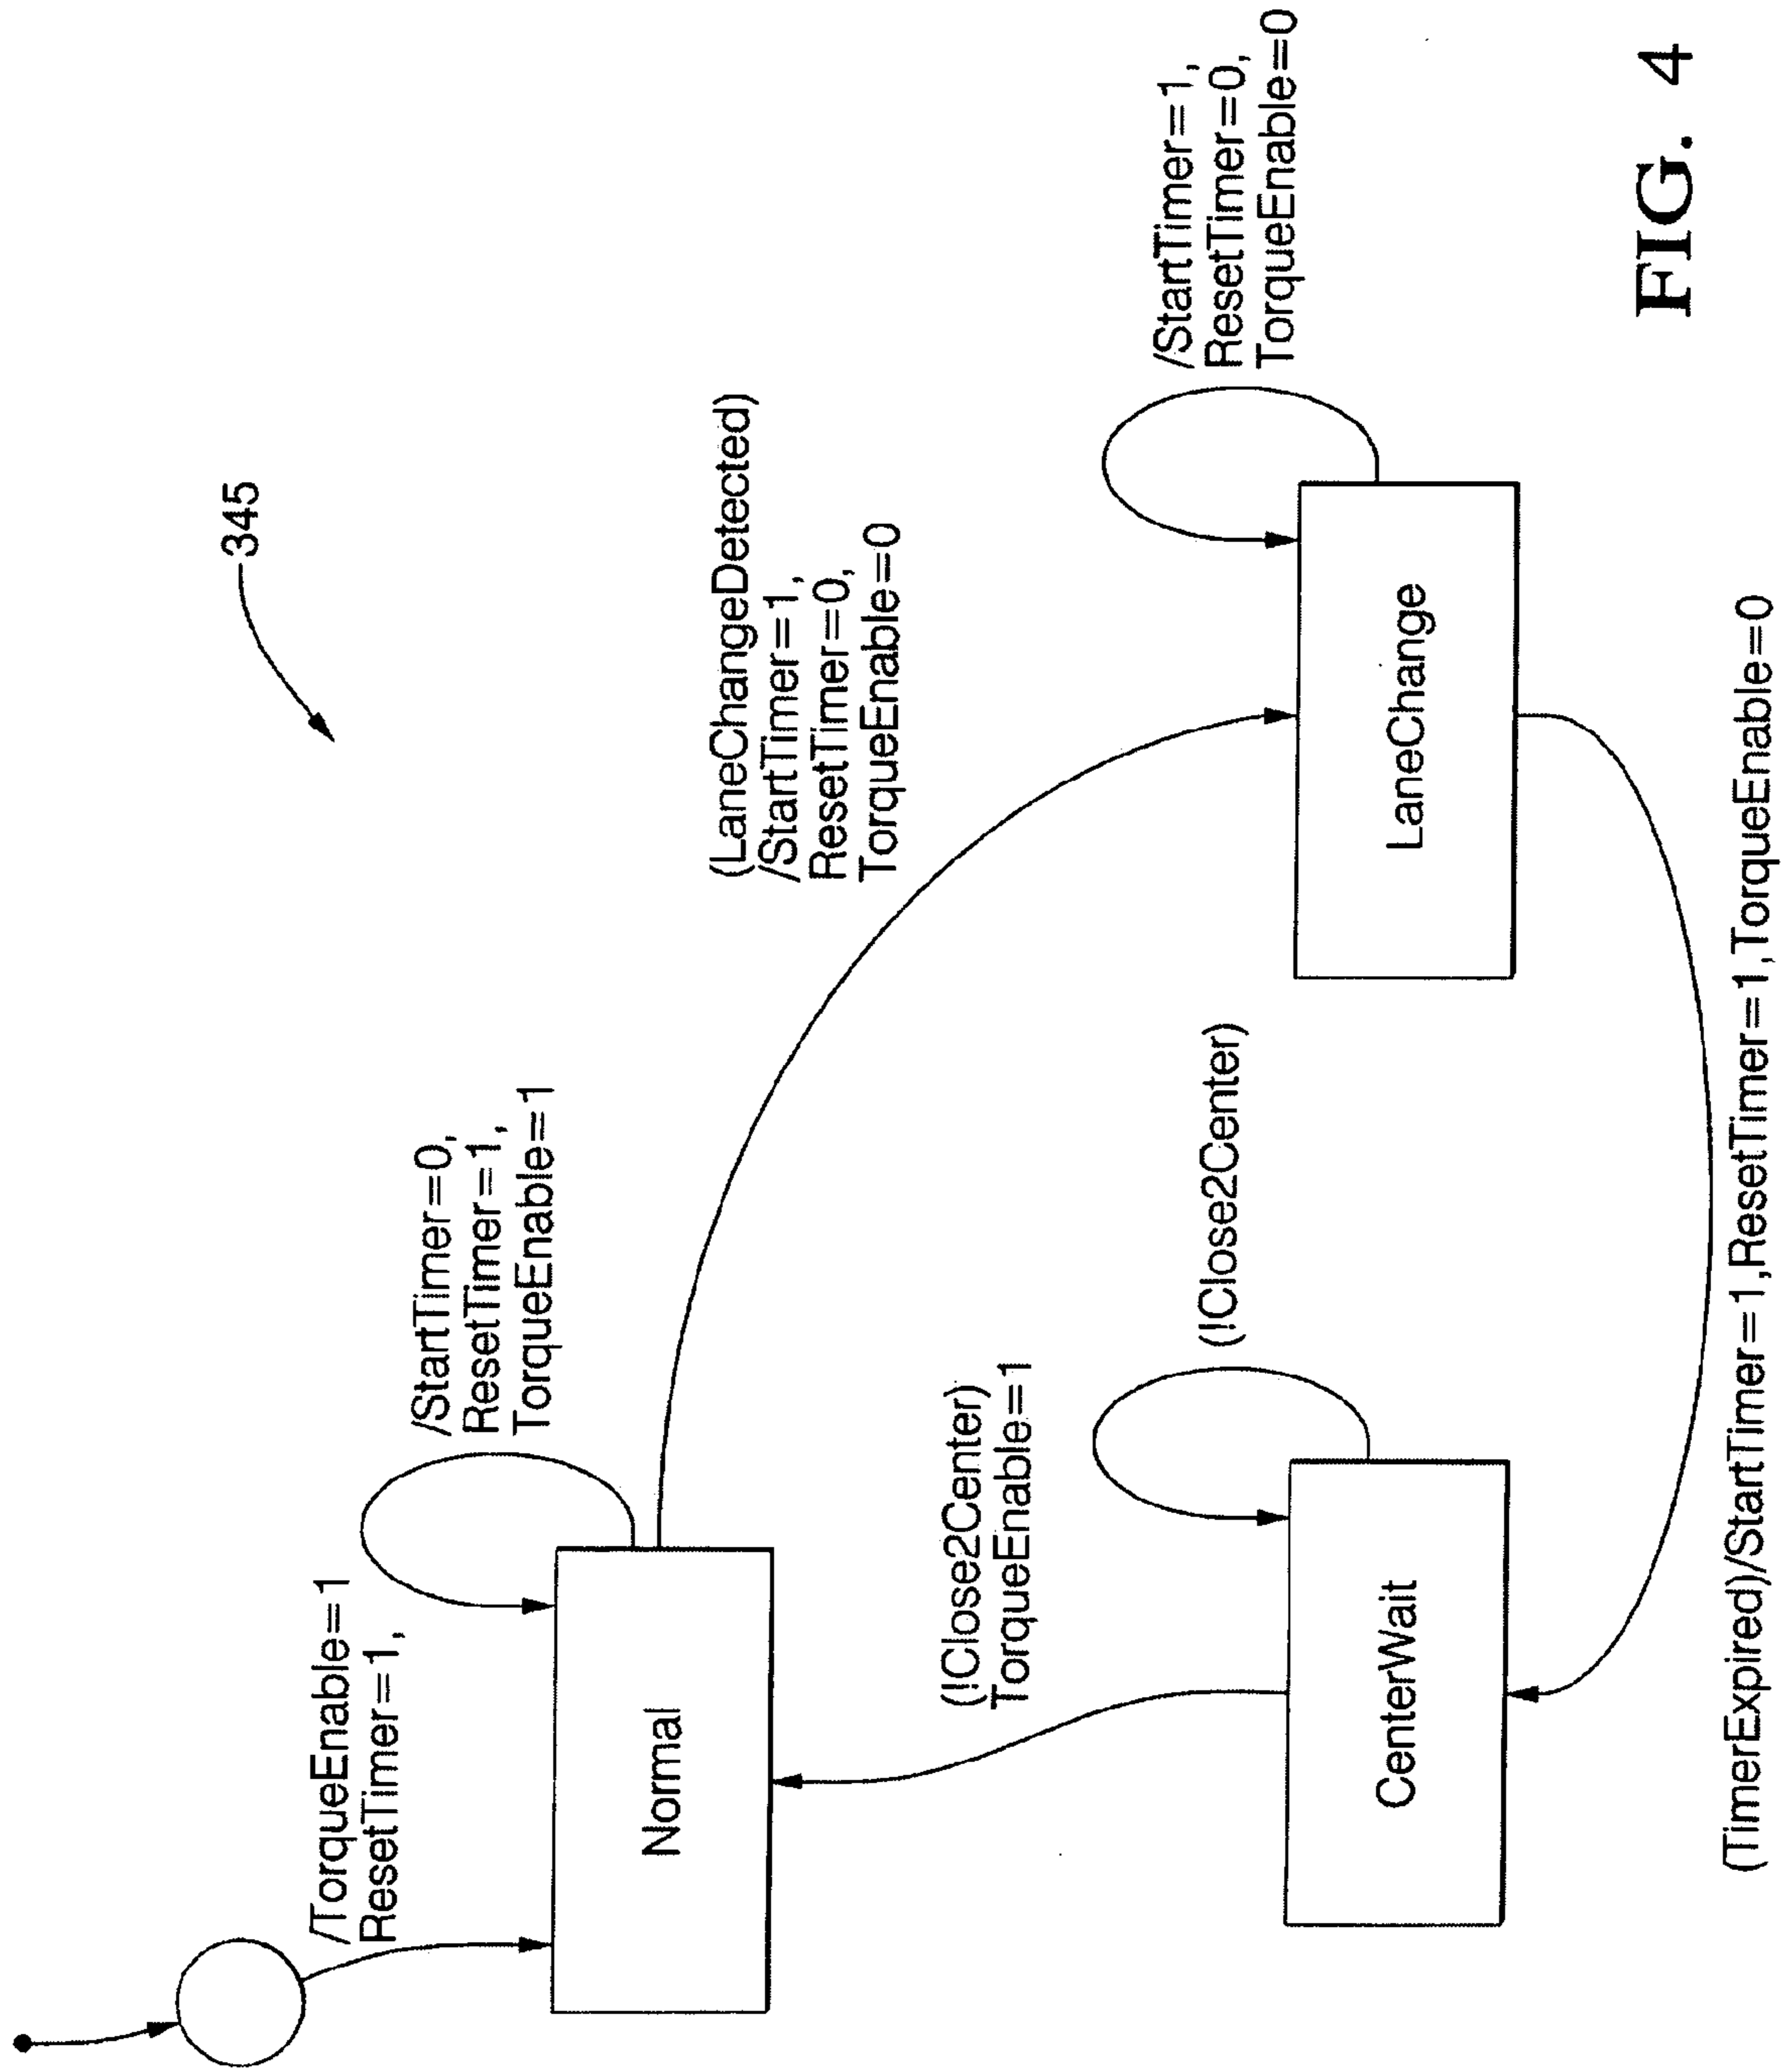 345
/TorqueEnable=1
ResetTimer=1,
/StartTimer=0,
ResetTimer=1,
TorqueEnable=1
Normal
(LaneChangeDetected)
/StartTimer=1,
ResetTimer=0,
TorqueEnable=0
(!Close2Center)
TorqueEnable=1
(!Close2Center)
/StartTimer=1,
ResetTimer=0,
TorqueEnable=0
CenterWait
LaneChange
(TimerExpired)/StartTimer=1,ResetTimer=1,TorqueEnable=0
FIG. 4